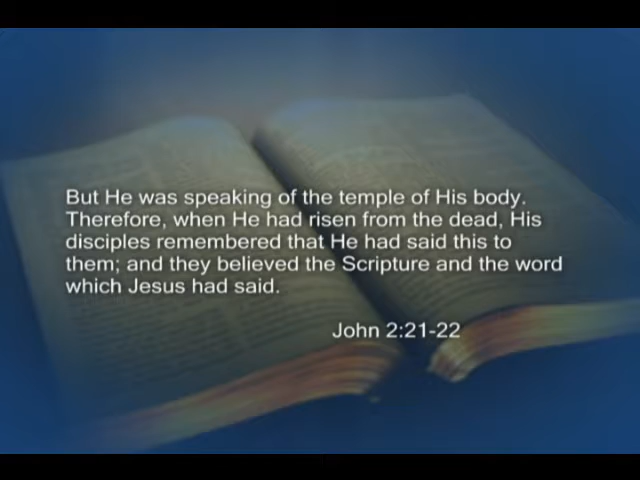 But He was speaking of the temple of His body.
Therefore, when He had risen from the dead, His
disciples remembered that He had said this to
them; and they believed the Scripture and the word
which Jesus had said.
John 2:21-22